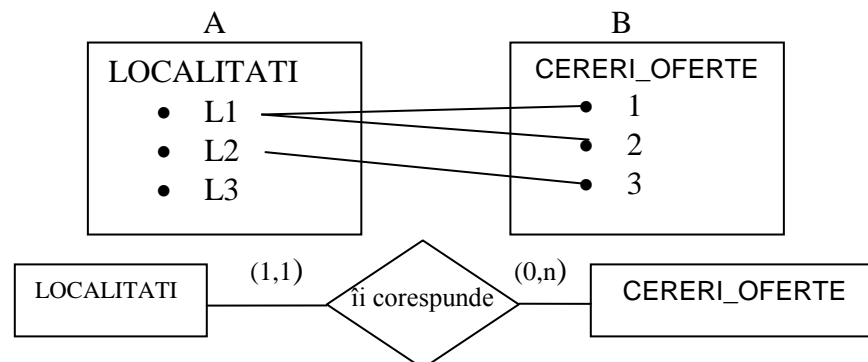 A B
LOCALITATI CERERI_OFERTE
• L1 • 1
• L2 • 2
• L3 • 3
(1,1) (0,n)
LOCALITATI îi corespunde CERERI_OFERTE